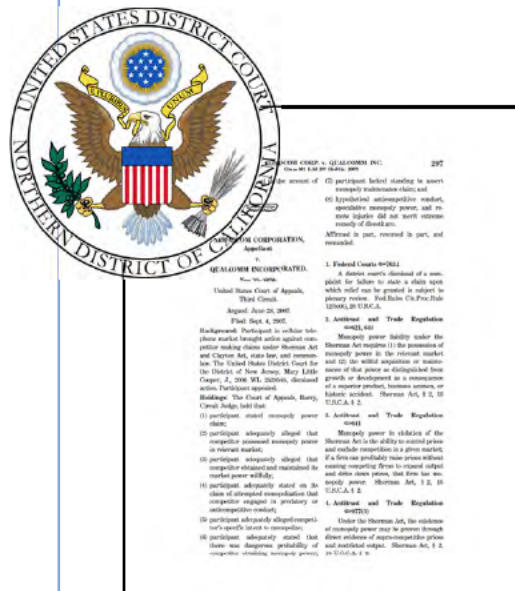 UNITED STATES DISTRICT COURT
NORTHERN DISTRICT OF CALIFORNIA
E PLURIBUS UNUM
CORP. v. QUALCOMM INC.
297
the amount of
CORPORATION,
Appellant
v.
QUALCOMM INCORPORATED.
United States Court of Appeals,
Third Circuit.
Argued: June 28, 2007.
Filed: Sept. 4, 2007.
Background: Participant in cellular tele-
phone market brought action against com-
petitor making claims under Sherman Act
and Clayton Act, state law, and common-
law. The United States District Court for
the District of New Jersey, Mary Little
Cooper, J., 2006 WL dismissed
action. Participant appealed.
Holdings: The Court of Appeals, Barry,
Circuit Judge, held that:
(1) participant stated monopoly power
claim;
(2) participant adequately alleged that
competitor possessed monopoly power
in relevant market;
(3) participant adequately alleged that
competitor obtained and maintained its
market power willfully;
(4) participant adequately stated on its
claim of attempted monopolization that
competitor engaged in predatory or
anticompetitive conduct;
(5) participant adequately alleged competi-
tor's specific intent to monopolize;
(6) participant adequately stated that
there was dangerous probability of
competitor obtaining monopoly power;
(7) participant lacked standing to assert
monopoly maintenance claim; and
(8) hypothetical anticompetitive conduct,
speculative monopoly power, and re-
mote injuries did not merit extreme
remedy of divestiture.
Affirmed in part, reversed in part, and
remanded.
1. Federal Courts
A district court's dismissal of a com-
plaint for failure to state a claim upon
which relief can be granted is subject to
plenary review. Fed.Rules Civ.Proc.Rule
12(b)(6), 28 U.S.C.A.
2. Antitrust and Trade Regulation
Monopoly power liability under the
Sherman Act requires (1) the possession of
monopoly power in the relevant market
and (2) the willful acquisition or mainte-
nance of that power as distinguished from
growth or development as a consequence
of a superior product, business acumen, or
historic accident. Sherman Act, § 2, 15
U.S.C.A. § 2.
3. Antitrust and Trade Regulation
Monopoly power in violation of the
Sherman Act is the ability to control prices
and exclude competition in a given market;
if a firm can profitably raise prices without
causing competing firms to expand output
and drive down prices, that firm has mo-
nopoly power. Sherman Act, § 2, 15
U.S.C.A. § 2.
4. Antitrust and Trade Regulation
Under the Sherman Act, the existence
of monopoly power may be proven through
direct evidence of supracompetitive prices
and restricted output. Sherman Act, § 2,
15 U.S.C.A. § 2.